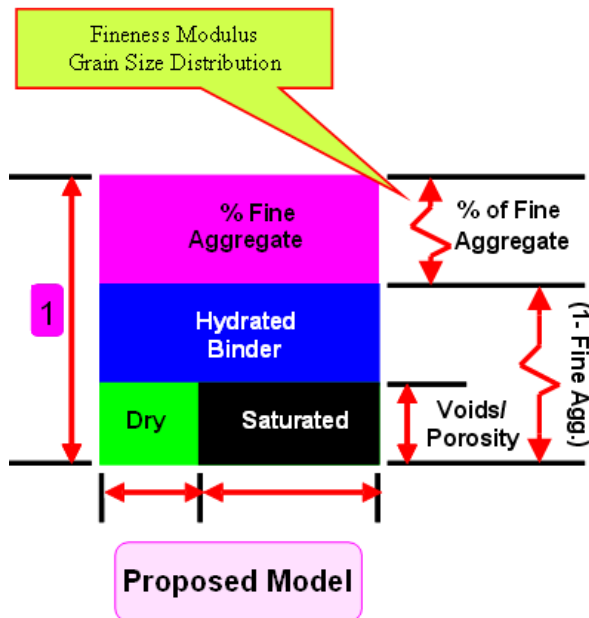 Fineness Modulus
Grain Size Distribution
% Fine
Aggregate
% of Fine
Aggregate
1
Hydrated
Binder
(1- Fine Agg.)
Dry
Saturated
Voids/
Porosity
Proposed Model